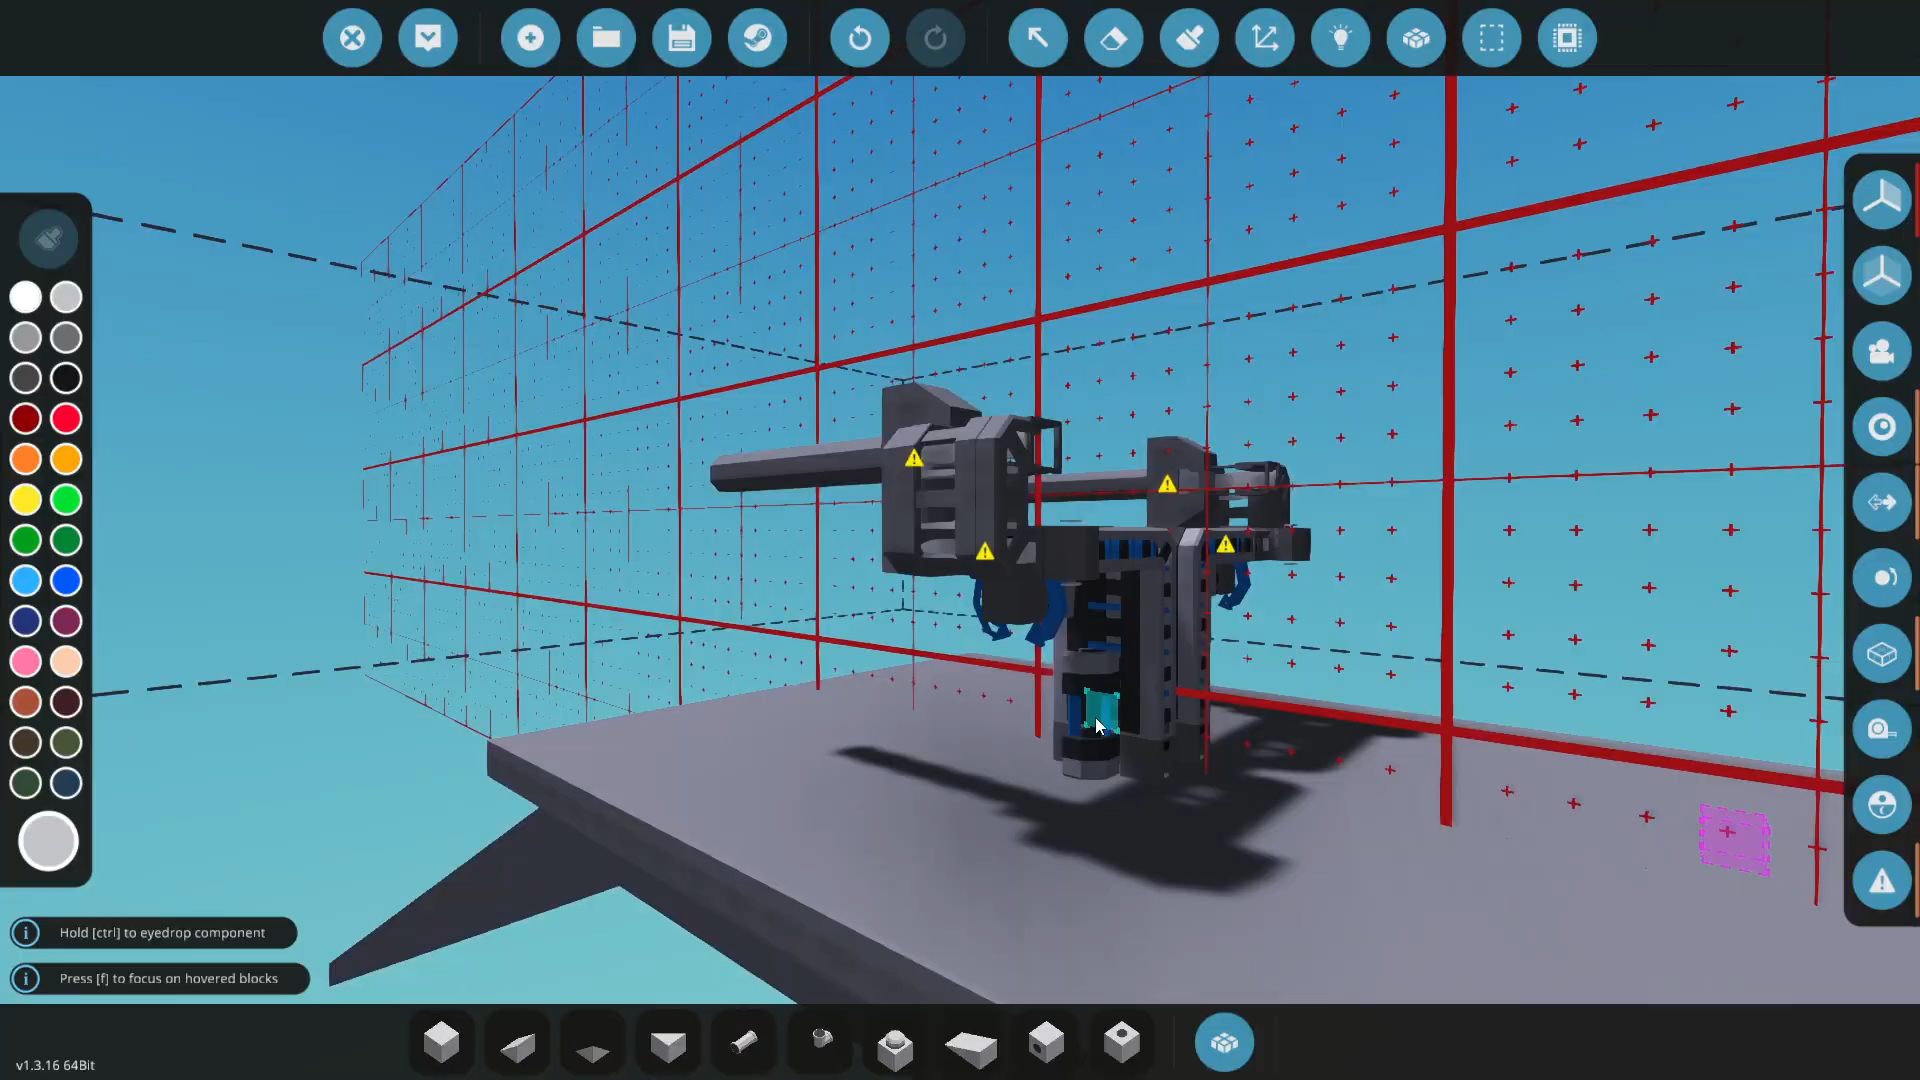 Hold [ctrl] to eyedrop component
Press [f] to focus on hovered blocks
v1.3.16 64Bit